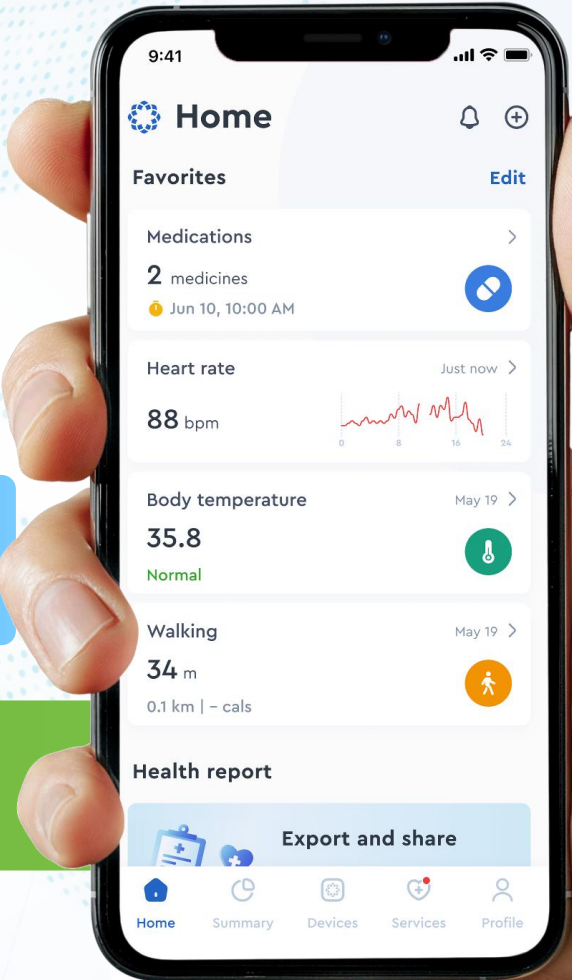 9:41
Home
Favorites
Edit
Medications
2 medicines
Jun 10, 10:00 AM
Heart rate
Just now
88 bpm
0 8 16 24
Body temperature
May 19
35.8
Normal
Walking
May 19
34 m
0.1 km | – cals
Health report
Export and share
Home Summary Devices Services Profile